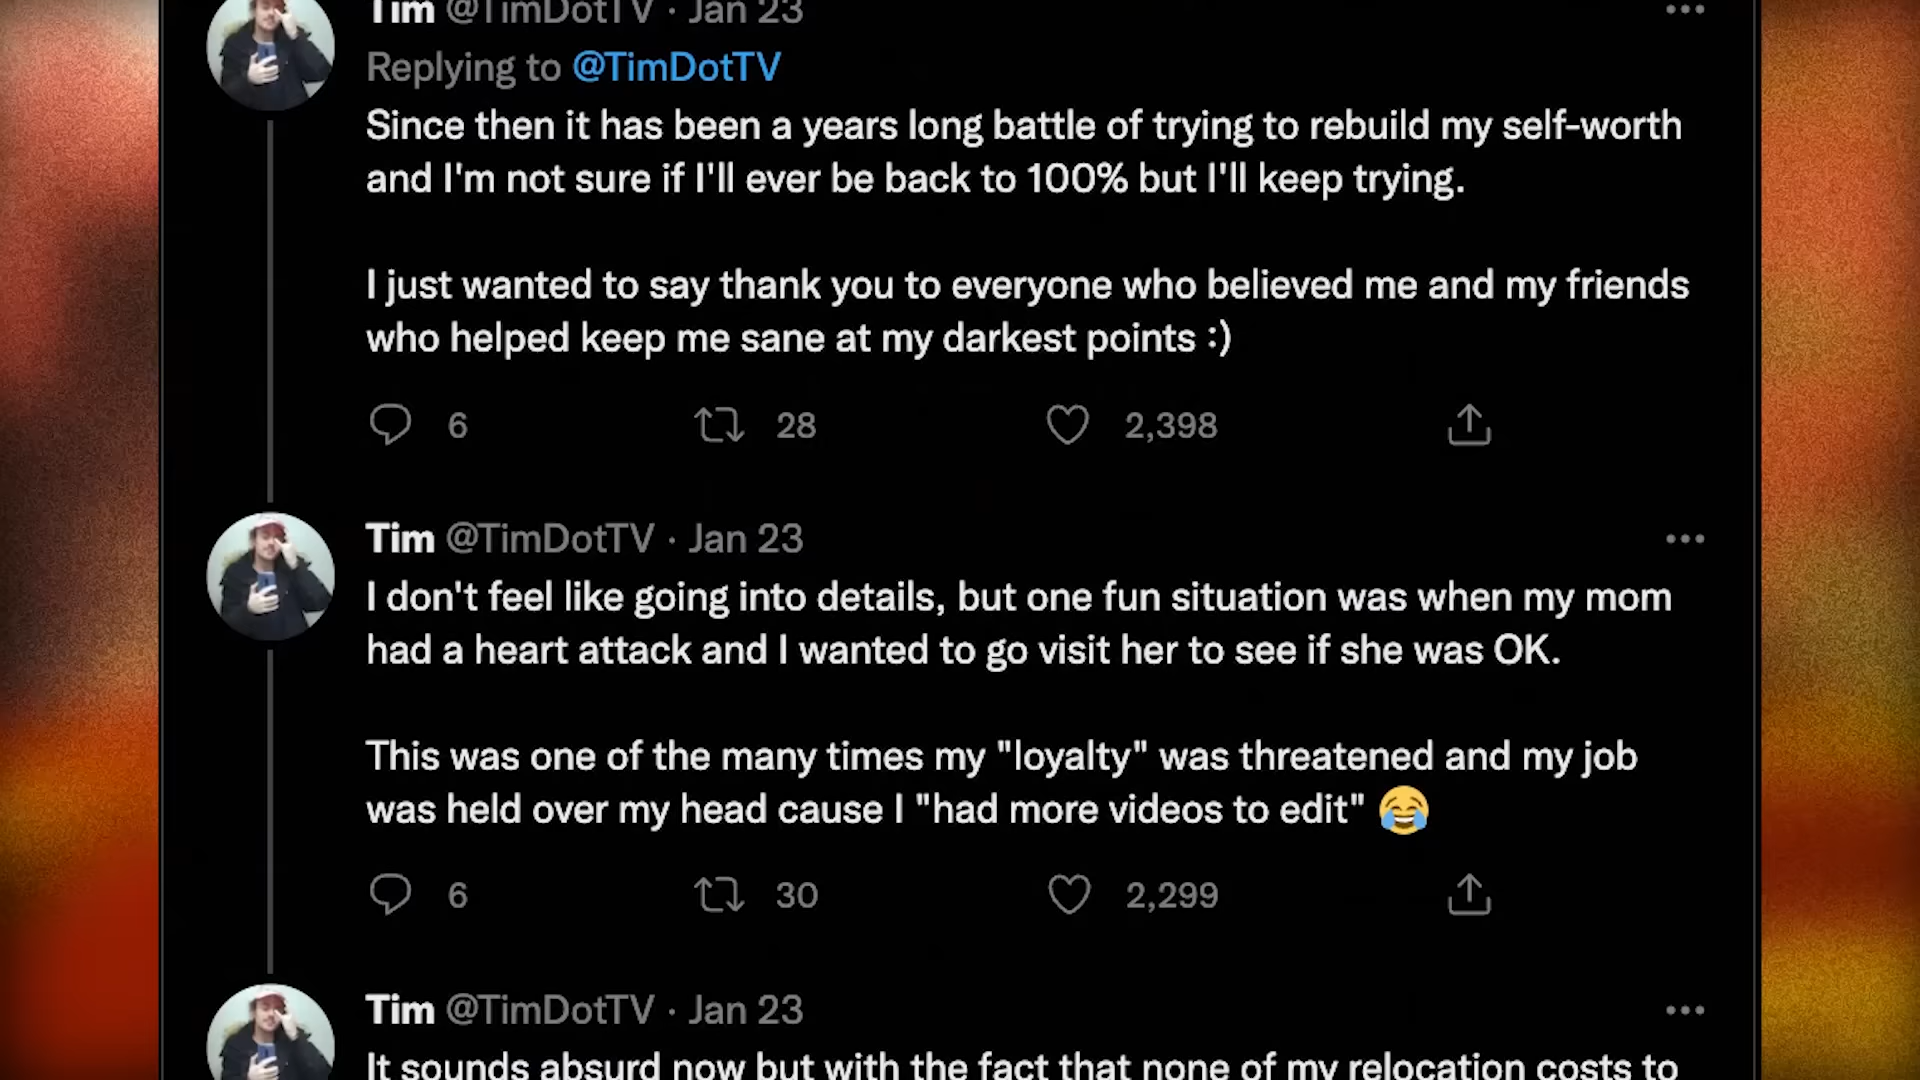 Tim @TimDotTV · Jan 23
Replying to @TimDotTV
Since then it has been a years long battle of trying to rebuild my self-worth
and I'm not sure if I'll ever be back to 100% but I'll keep trying.
I just wanted to say thank you to everyone who believed me and my friends
who helped keep me sane at my darkest points :)
6 28 2,398
Tim @TimDotTV · Jan 23
I don't feel like going into details, but one fun situation was when my mom
had a heart attack and I wanted to go visit her to see if she was OK.
This was one of the many times my "loyalty" was threatened and my job
was held over my head cause I "had more videos to edit" 😂
6 30 2,299
Tim @TimDotTV · Jan 23
It sounds absurd now but with the fact that none of my relocation costs to